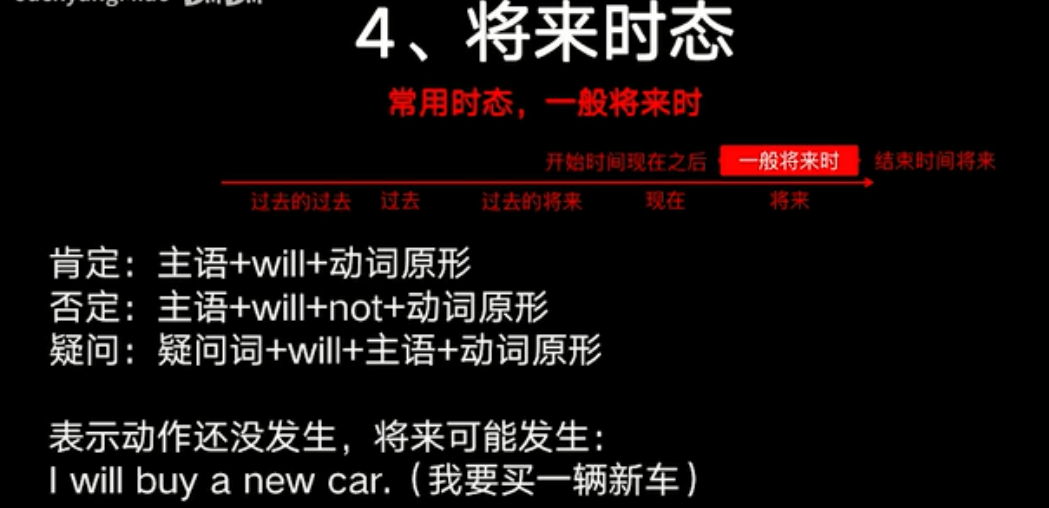 4、将来时态
常用时态，一般将来时
开始时间现在之后 一般将来时 结束时间将来
过去的过去 过去 过去的将来 现在 将来
肯定：主语+will+动词原形
否定：主语+will+not+动词原形
疑问：疑问词+will+主语+动词原形
表示动作还没发生，将来可能发生：
I will buy a new car.（我要买一辆新车）